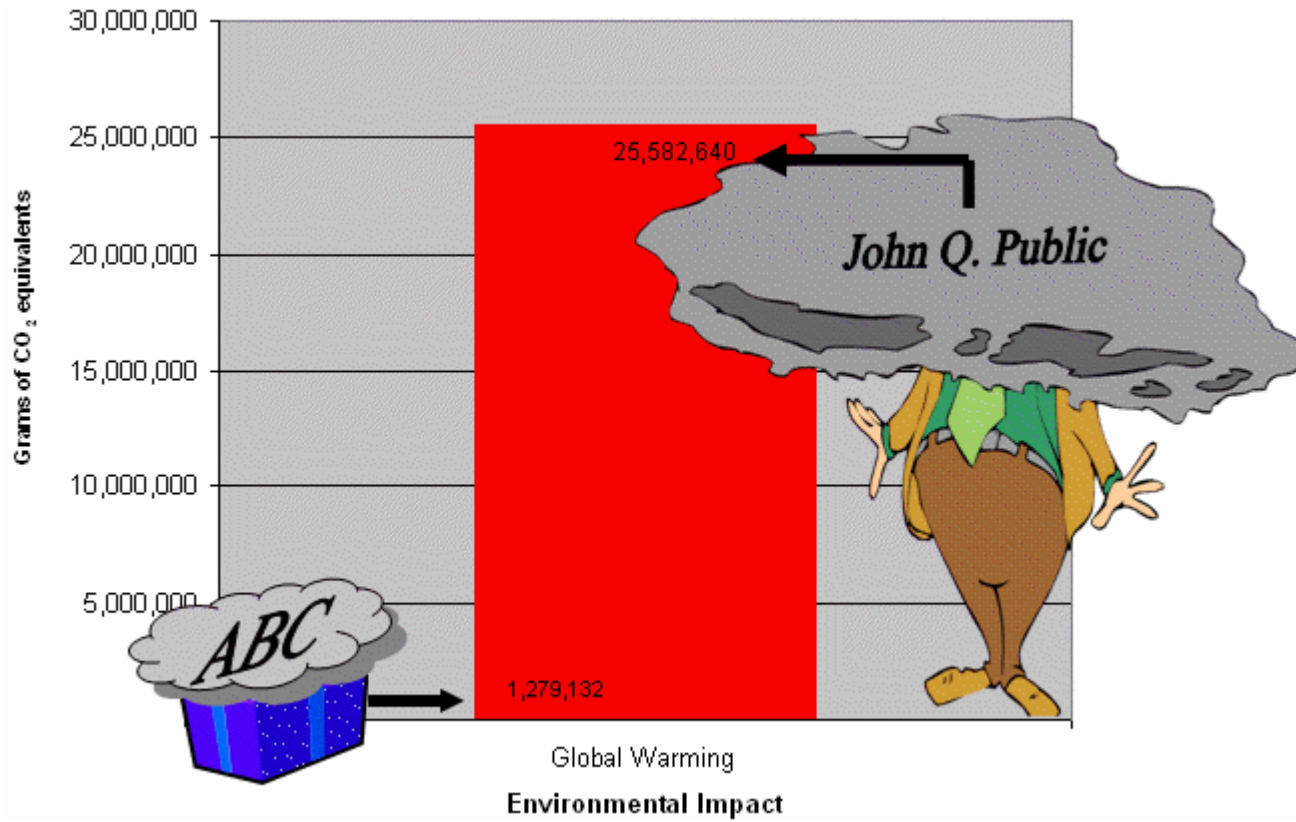 30,000,000
25,000,000
20,000,000
15,000,000
10,000,000
5,000,000
Grams of CO₂ equivalents
25,582,640
John Q. Public
ABC
1,279,132
Global Warming
Environmental Impact